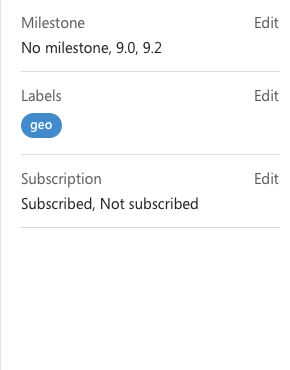 Milestone Edit
No milestone, 9.0, 9.2
Labels Edit
geo
Subscription Edit
Subscribed, Not subscribed